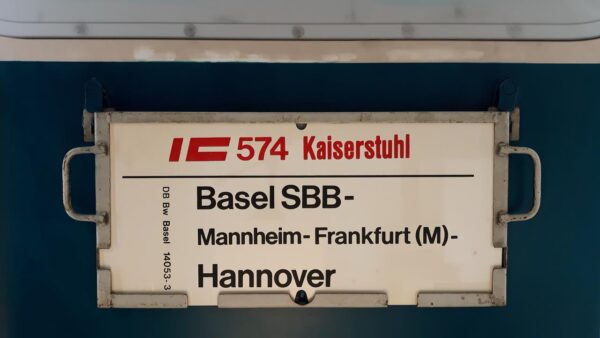 IC 574 Kaiserstuhl
Basel SBB-
Mannheim- Frankfurt (M)-
Hannover
DB Bw Basel 14053-3